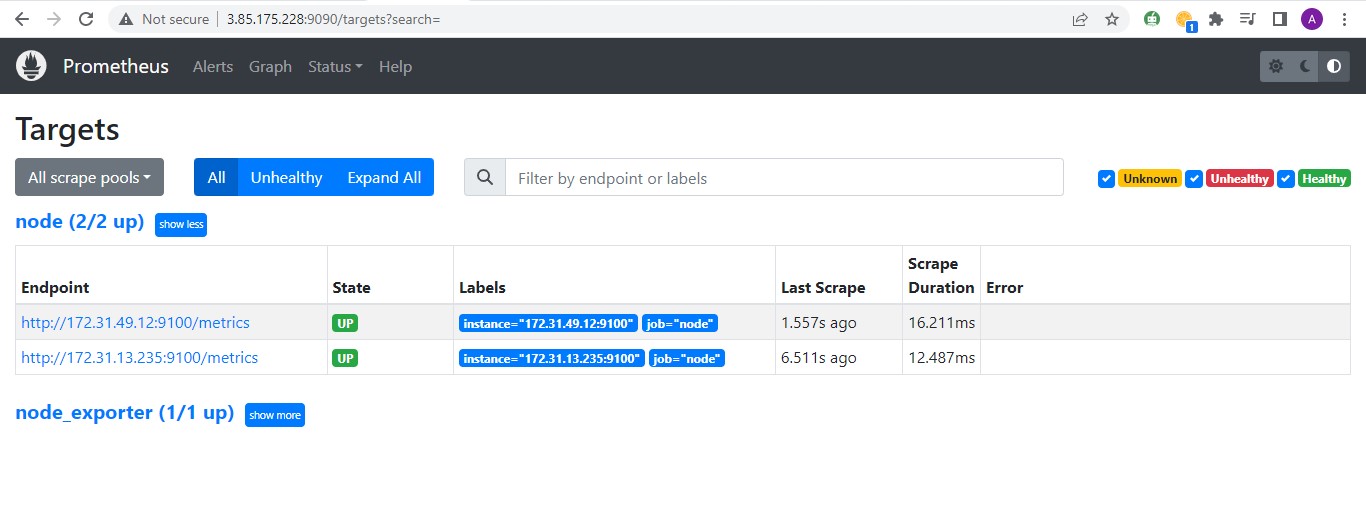 Not secure | 3.85.175.228:9090/targets?search=
1
A
Prometheus Alerts Graph Status Help
Targets
All scrape pools All Unhealthy Expand All Filter by endpoint or labels Unknown Unhealthy Healthy
node (2/2 up) show less
Endpoint State Labels Last Scrape Scrape Duration Error
http://172.31.49.12:9100/metrics UP instance="172.31.49.12:9100" job="node" 1.557s ago 16.211ms
http://172.31.13.235:9100/metrics UP instance="172.31.13.235:9100" job="node" 6.511s ago 12.487ms
node_exporter (1/1 up) show more